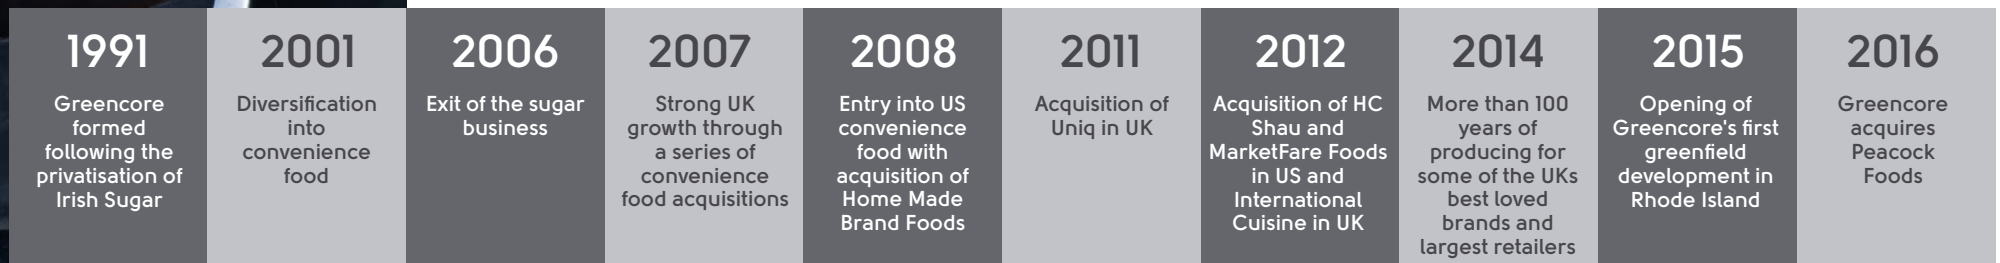 1991
Greencore
formed
following the
privatisation of
Irish Sugar
2001
Diversification
into
convenience
food
2006
Exit of the sugar
business
2007
Strong UK
growth through
a series of
convenience
food acquisitions
2008
Entry into US
convenience
food with
acquisition of
Home Made
Brand Foods
2011
Acquisition of
Uniq in UK
2012
Acquisition of HC
Shau and
MarketFare Foods
in US and
International
Cuisine in UK
2014
More than 100
years of
producing for
some of the UKs
best loved
brands and
largest retailers
2015
Opening of
Greencore's first
greenfield
development in
Rhode Island
2016
Greencore
acquires
Peacock
Foods